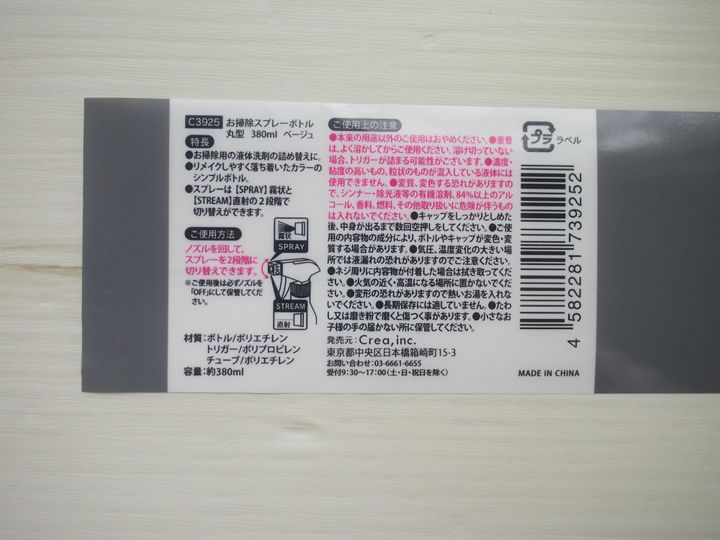 C3925 お掃除スプレーボトル
丸型 380ml ベージュ
特長
●お掃除用の液体洗剤の詰め替えに。
●リメイクしやすく落ち着いたカラーの
シンプルボトル。
●スプレーは【SPRAY】霧状と
【STREAM】直射の2段階で
切り替えができます。
ご使用方法
ノズルを回して、
スプレーを2段階に
切り替えできます。
※ご使用後は必ずノズルを
「OFF」にして保管してくだ
さい。
霧状
SPRAY
STREAM
直射
材質：ボトル/ポリエチレン
トリガー/ポリプロピレン
チューブ/ポリエチレン
容量：約380ml
ご使用上の注意
●本来の用途以外のご使用はおやめください。●重曹
は、よく溶かしてからご使用ください。溶け切っていない
場合、トリガーが詰まる可能性がございます。●濃度・
粘度の高いもの、粒状のものが混入している液体には
使用できません。●変質、変色する恐れがありますの
で、シンナー・除光液等の有機溶剤、84%以上のアル
コール、香料、燃料、その他取り扱いに危険が伴うもの
は入れないでください。●キャップをしっかりとしめた
後、中身が出るまで数回空押しをしてください。●ご使
用の内容物の成分により、ボトルやキャップが変色・変
質する場合があります。●気圧、温度変化の大きい場
所では液漏れの恐れがありますのでご注意ください。
●ネジ周りに内容物が付着した場合は拭き取ってくだ
さい。●火気の近く・高温になる場所に置かないでくだ
さい。●変形の恐れがありますので熱いお湯を入れ
ないでください。●長期保存には適していません。●た
わし又は磨き粉で磨くと傷つく事があります。●小さなお
子様の手の届かない所に保管してください。
発売元：Crea,inc.
東京都中央区日本橋箱崎町15-3
お問い合わせ：03-6661-6655
受付9：30〜17：00（土・日・祝日を除く）
プラ ラベル
4 582281 739252
MADE IN CHINA